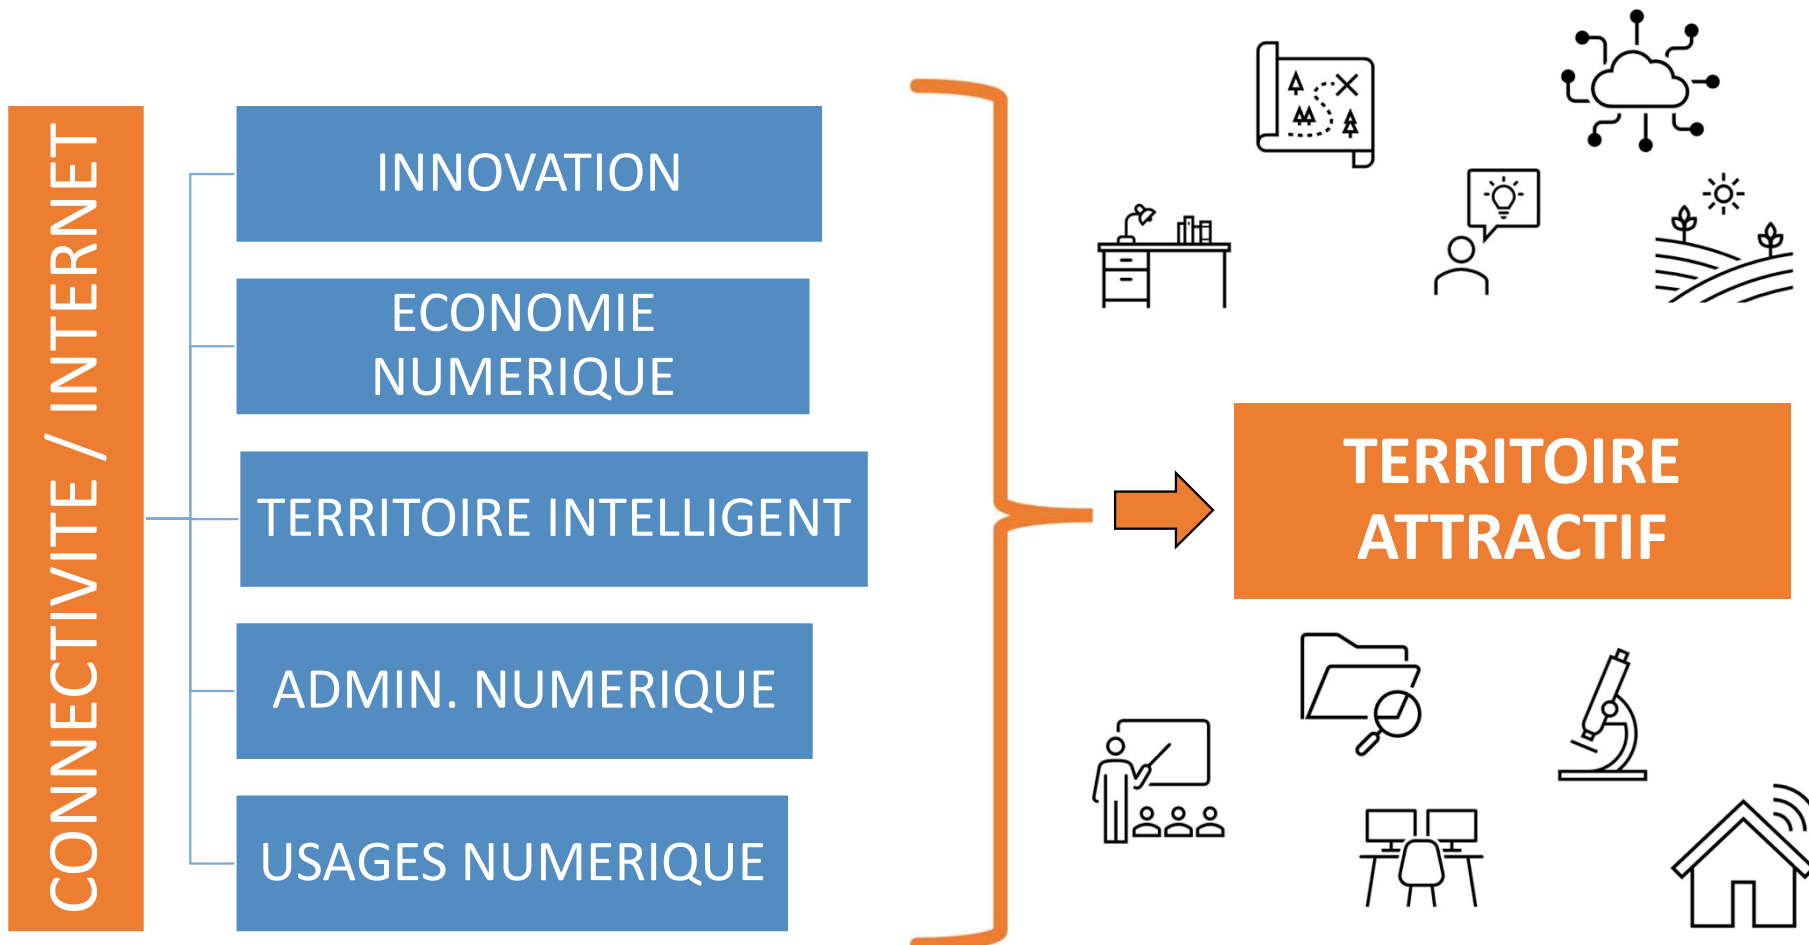 CONNECTIVITE / INTERNET
INNOVATION
ECONOMIE
NUMERIQUE
TERRITOIRE INTELLIGENT
ADMIN. NUMERIQUE
USAGES NUMERIQUE
TERRITOIRE
ATTRACTIF